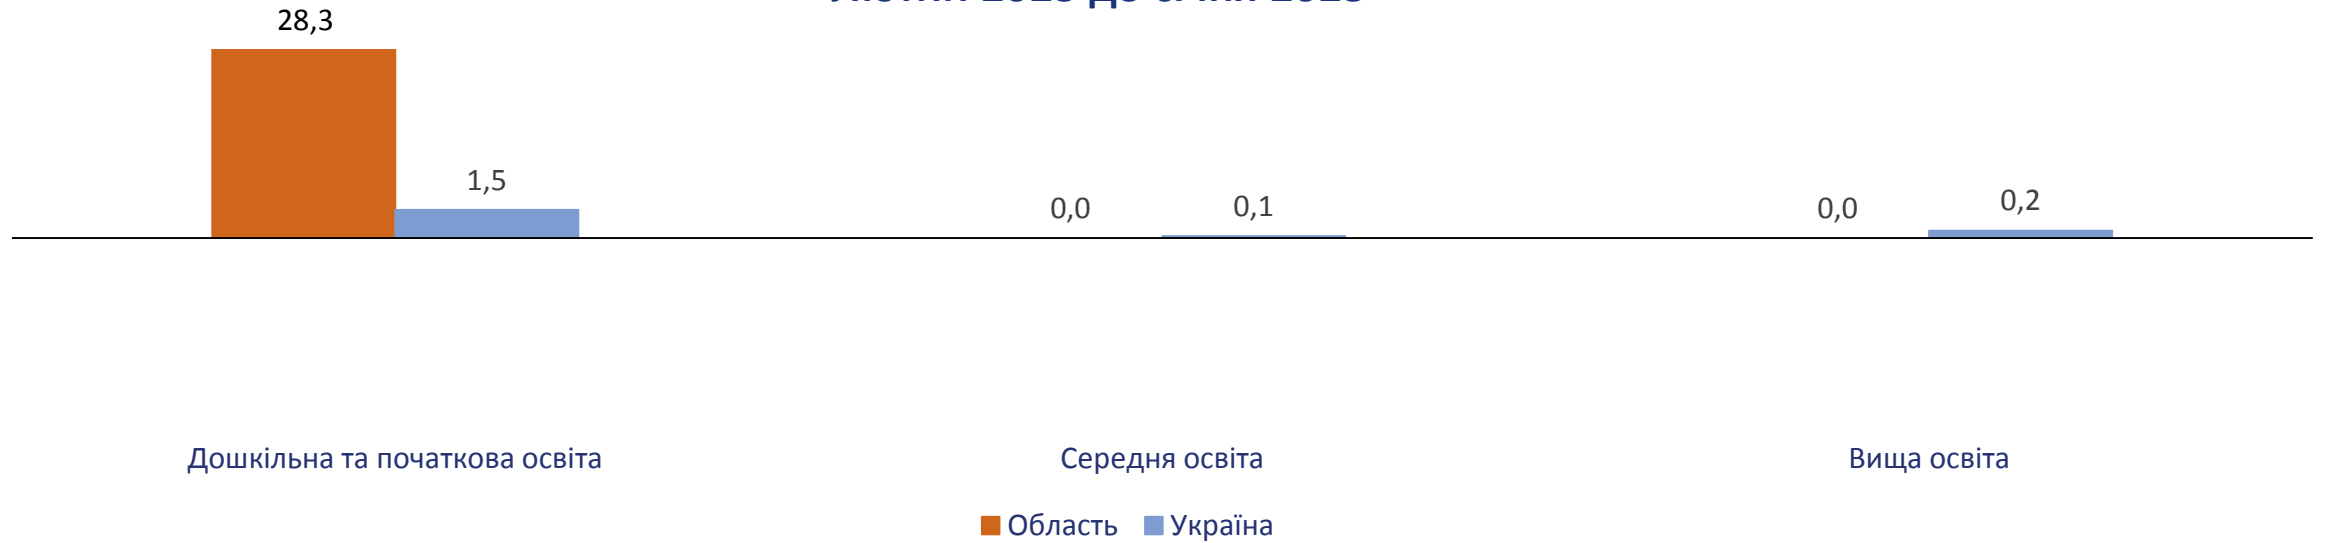 28,3
1,5
0,0
0,1
0,0
0,2
Дошкільна та початкова освіта
Середня освіта
Вища освіта
Область
Україна